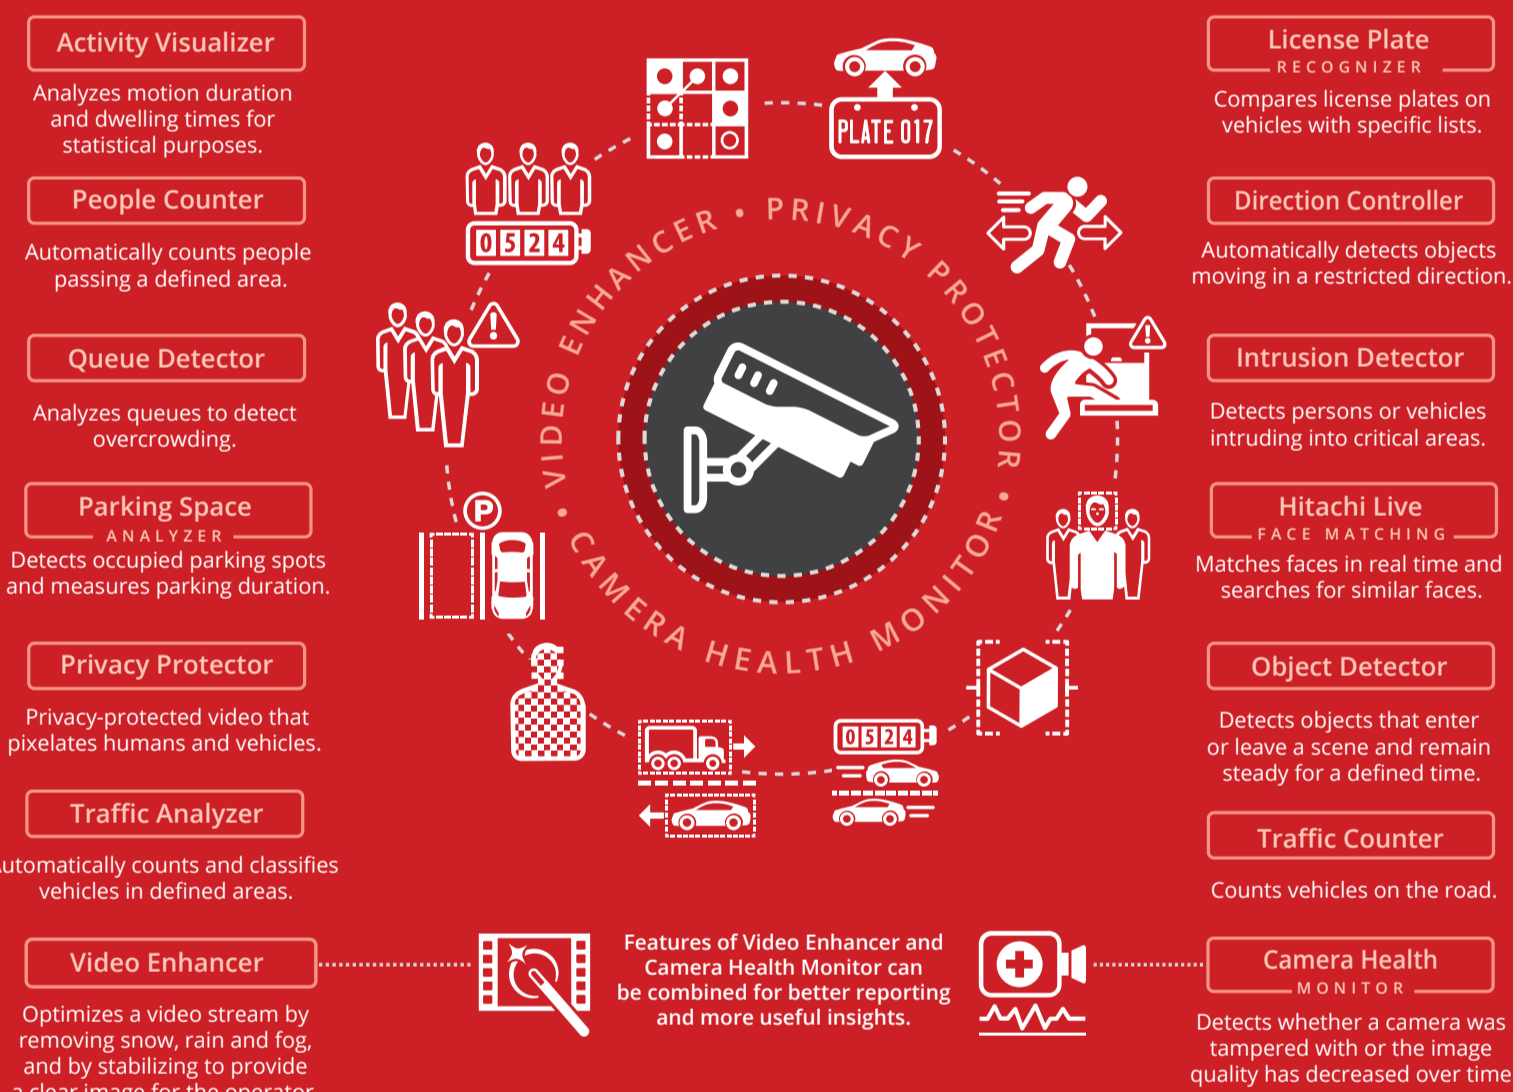 Activity Visualizer
Analyzes motion duration
and dwelling times for
statistical purposes.
People Counter
Automatically counts people
passing a defined area.
Queue Detector
Analyzes queues to detect
overcrowding.
Parking Space
ANALYZER
Detects occupied parking spots
and measures parking duration.
Privacy Protector
Privacy-protected video that
pixelates humans and vehicles.
Traffic Analyzer
utomatically counts and classifies
vehicles in defined areas.
Video Enhancer
Optimizes a video stream by
removing snow, rain and fog,
and by stabilizing to provide
a clear image for the operator
PLATE 017
0524
P
0524
VIDEO ENHANCER • PRIVACY PROTECTOR • CAMERA HEALTH MONITOR •
Features of Video Enhancer and
Camera Health Monitor can
be combined for better reporting
and more useful insights.
License Plate
RECOGNIZER
Compares license plates on
vehicles with specific lists.
Direction Controller
Automatically detects objects
moving in a restricted direction.
Intrusion Detector
Detects persons or vehicles
intruding into critical areas.
Hitachi Live
FACE MATCHING
Matches faces in real time and
searches for similar faces.
Object Detector
Detects objects that enter
or leave a scene and remain
steady for a defined time.
Traffic Counter
Counts vehicles on the road.
Camera Health
MONITOR
Detects whether a camera was
tampered with or the image
quality has decreased over time